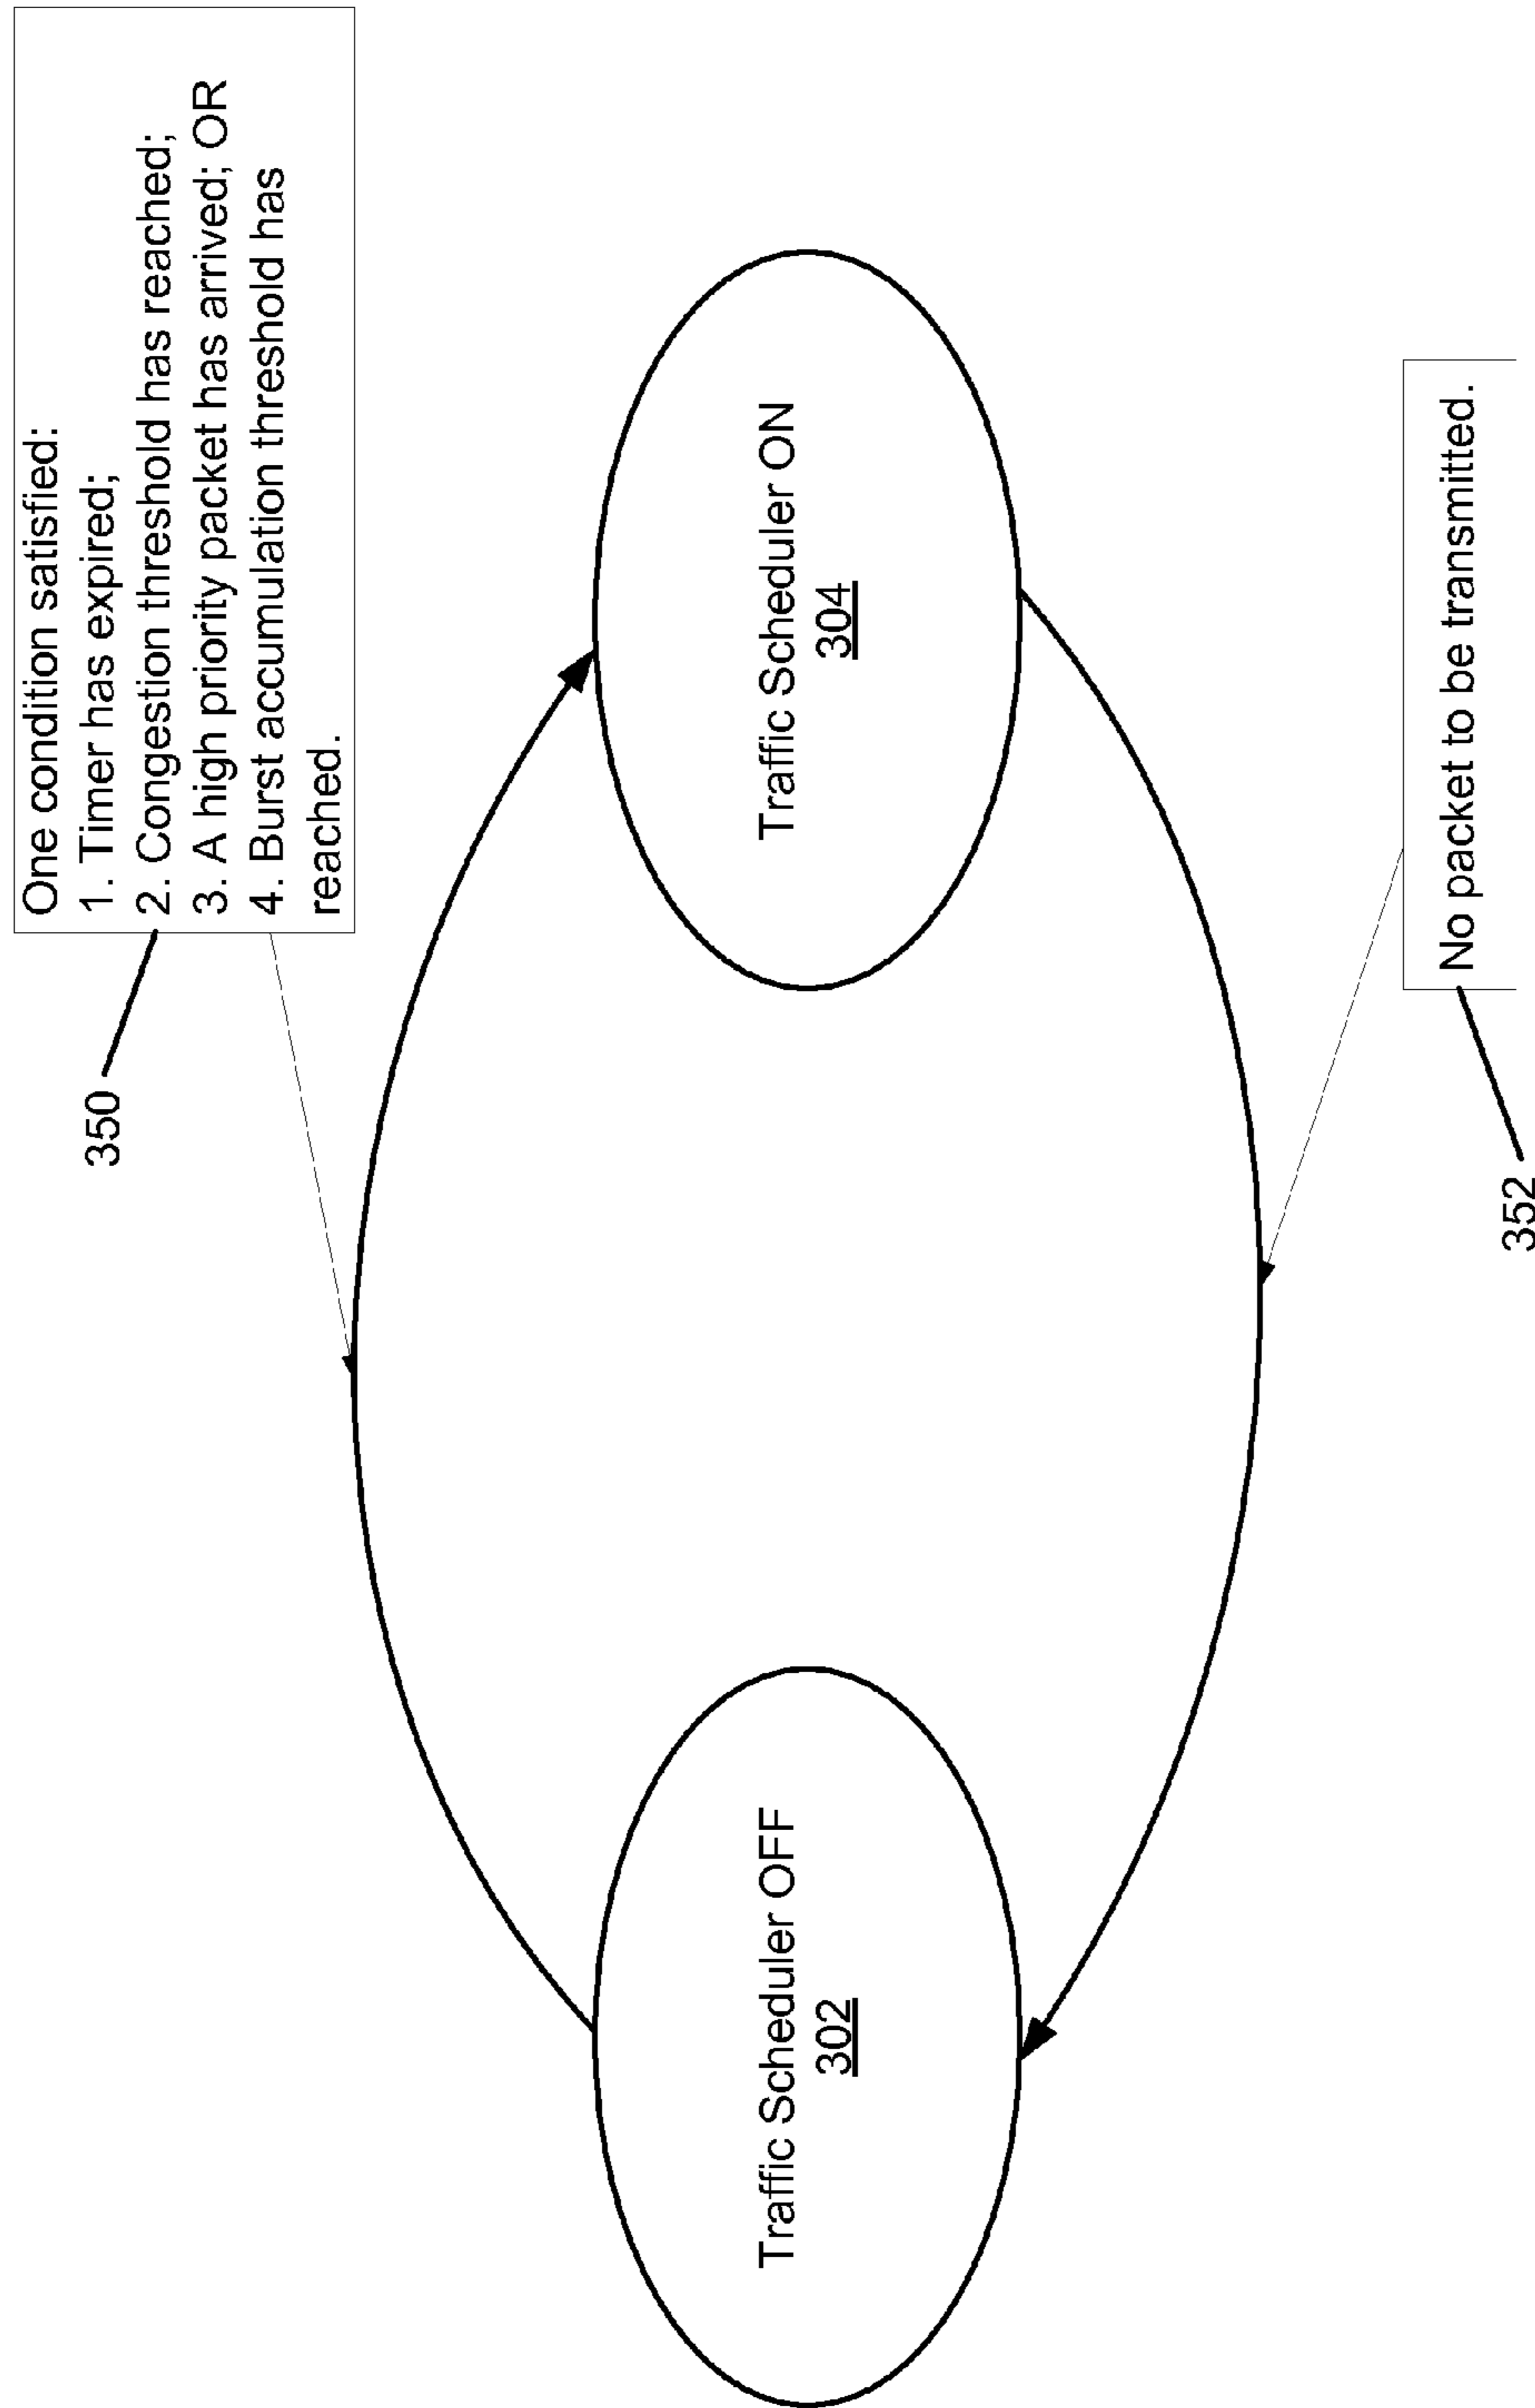 One condition satisfied:
1. Timer has expired;
2. Congestion threshold has reached;
3. A high priority packet has arrived; OR
4. Burst accumulation threshold has
reached.
350
Traffic Scheduler OFF
302
Traffic Scheduler ON
304
No packet to be transmitted.
352